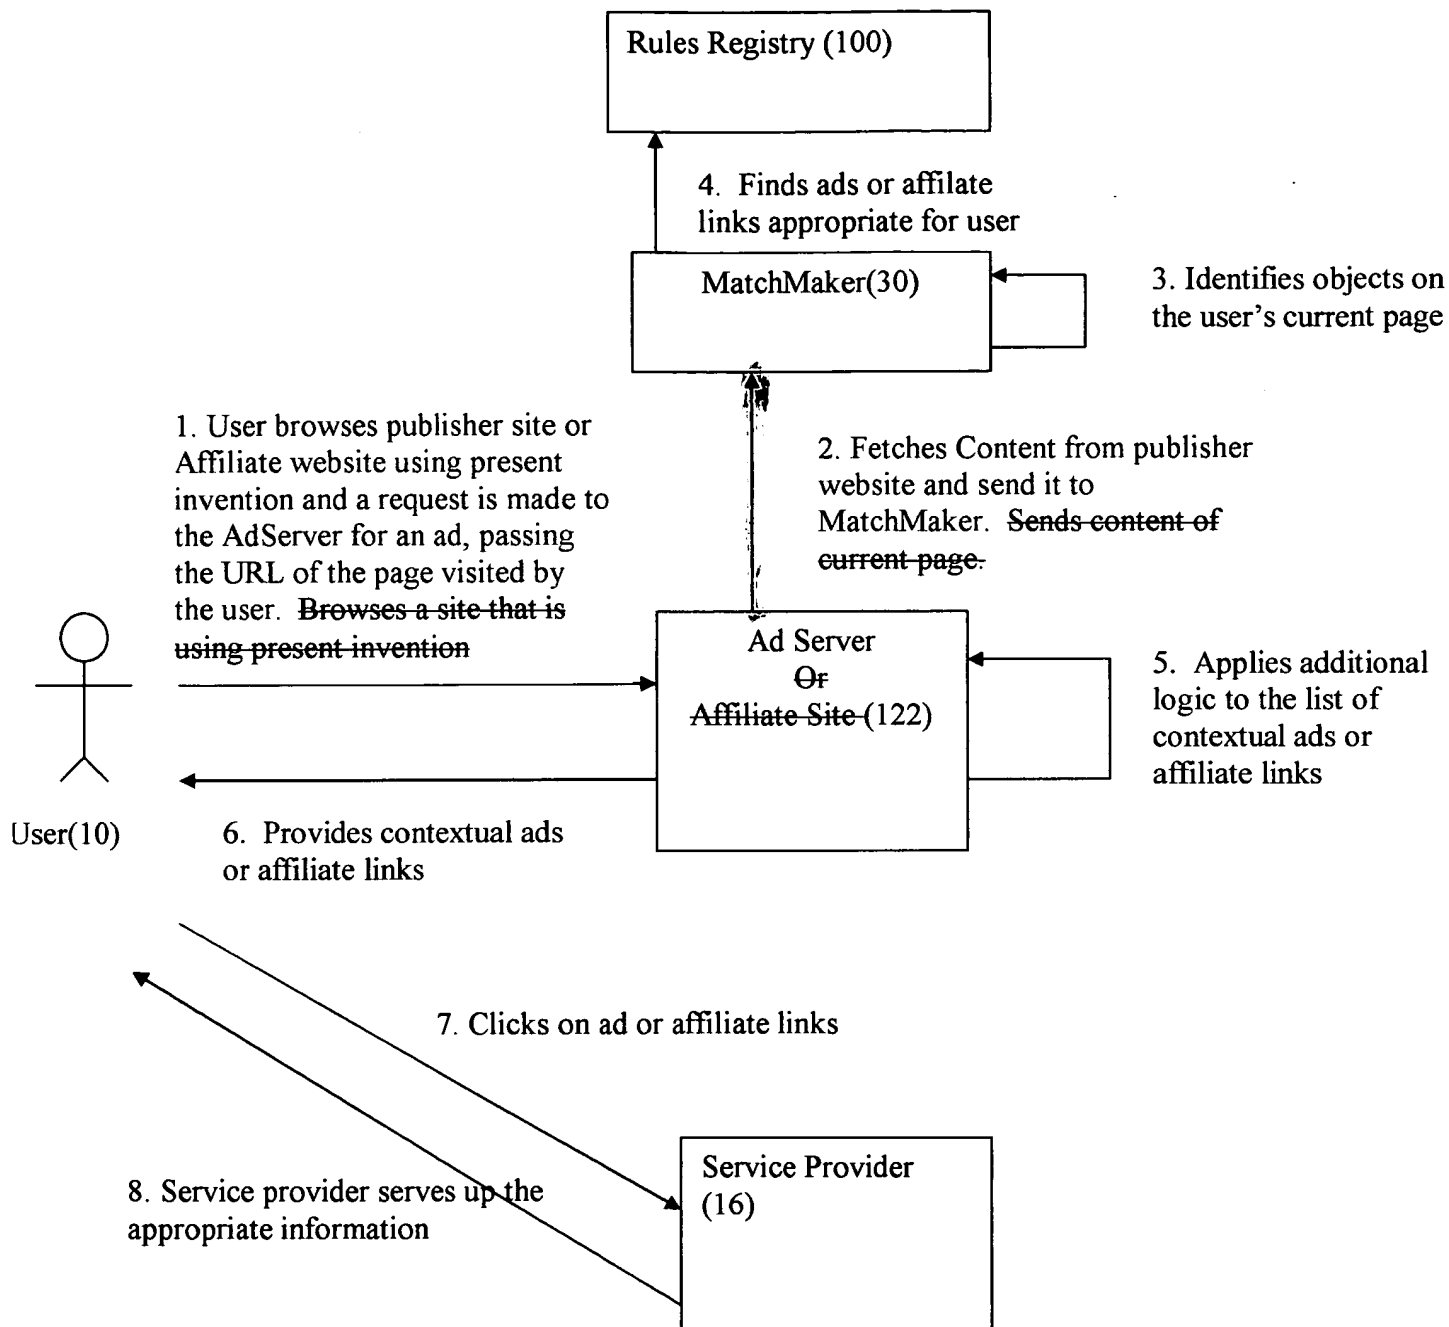 Rules Registry (100)
4. Finds ads or affilate
links appropriate for user
MatchMaker(30)
3. Identifies objects on
the user's current page
1. User browses publisher site or
Affiliate website using present
invention and a request is made to
the AdServer for an ad, passing
the URL of the page visited by
the user. Browses a site that is
using present invention
2. Fetches Content from publisher
website and send it to
MatchMaker. Sends content of
current page.
Ad Server
Or
Affiliate Site (122)
5. Applies additional
logic to the list of
contextual ads or
affiliate links
User(10)
6. Provides contextual ads
or affiliate links
7. Clicks on ad or affiliate links
8. Service provider serves up the
appropriate information
Service Provider
(16)